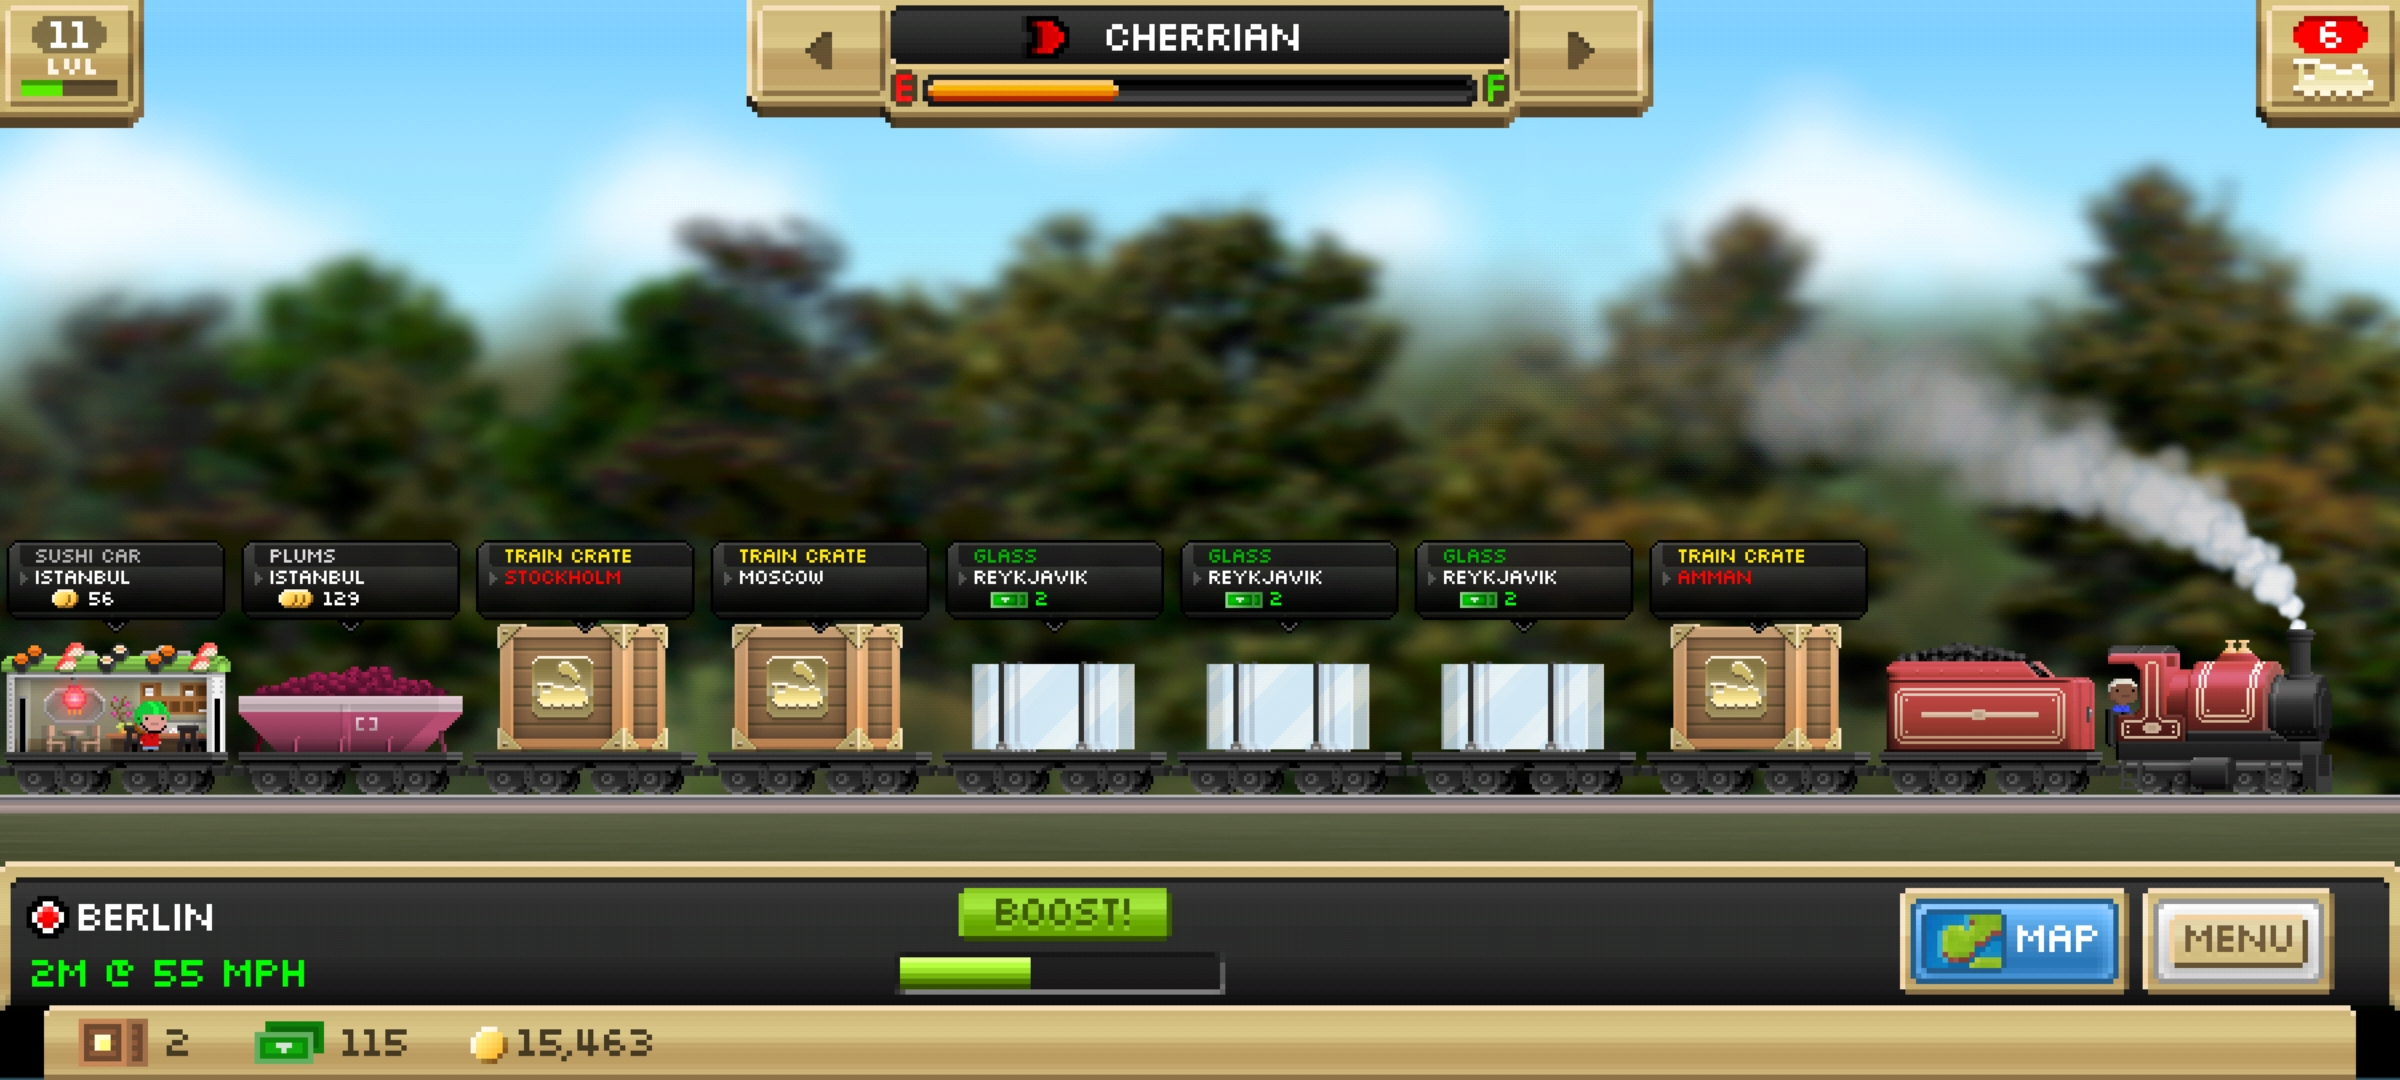 11
LVL
CHERRIAN
E F
6
SUSHI CAR
ISTANBUL
56
PLUMS
ISTANBUL
129
TRAIN CRATE
STOCKHOLM
TRAIN CRATE
MOSCOW
GLASS
REYKJAVIK
2
GLASS
REYKJAVIK
2
GLASS
REYKJAVIK
2
TRAIN CRATE
AMMAN
BERLIN
2M @ 55 MPH
BOOST!
MAP
MENU
2
115
15,463